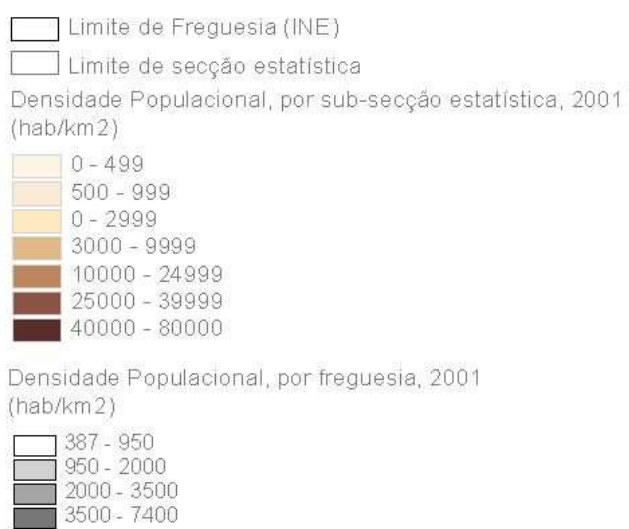 Limite de Freguesia (INE)
Limite de secção estatística
Densidade Populacional, por sub-secção estatística, 2001
(hab/km2)
0 - 499
500 - 999
0 - 2999
3000 - 9999
10000 - 24999
25000 - 39999
40000 - 80000
Densidade Populacional, por freguesia, 2001
(hab/km2)
387 - 950
950 - 2000
2000 - 3500
3500 - 7400